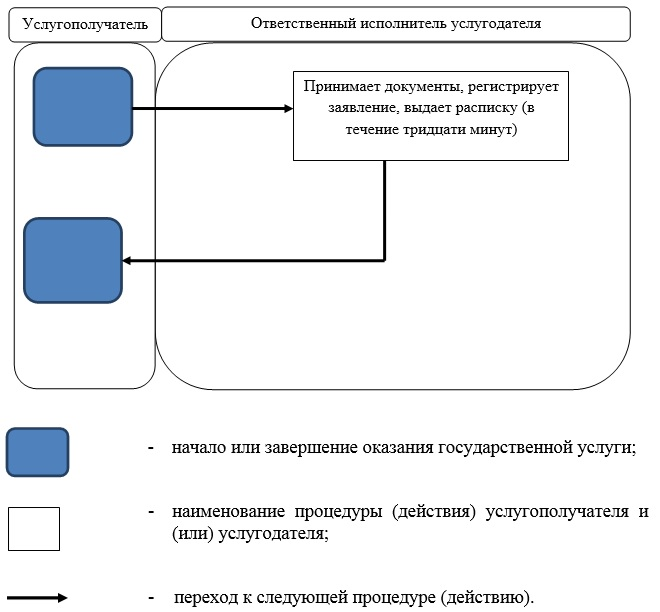 Услугополучатель
Ответственный исполнитель услугодателя
Принимает документы, регистрирует
заявление, выдает расписку (в
течение тридцати минут)
- начало или завершение оказания государственной услуги;
- наименование процедуры (действия) услугополучателя и
(или) услугодателя;
- переход к следующей процедуре (действию).